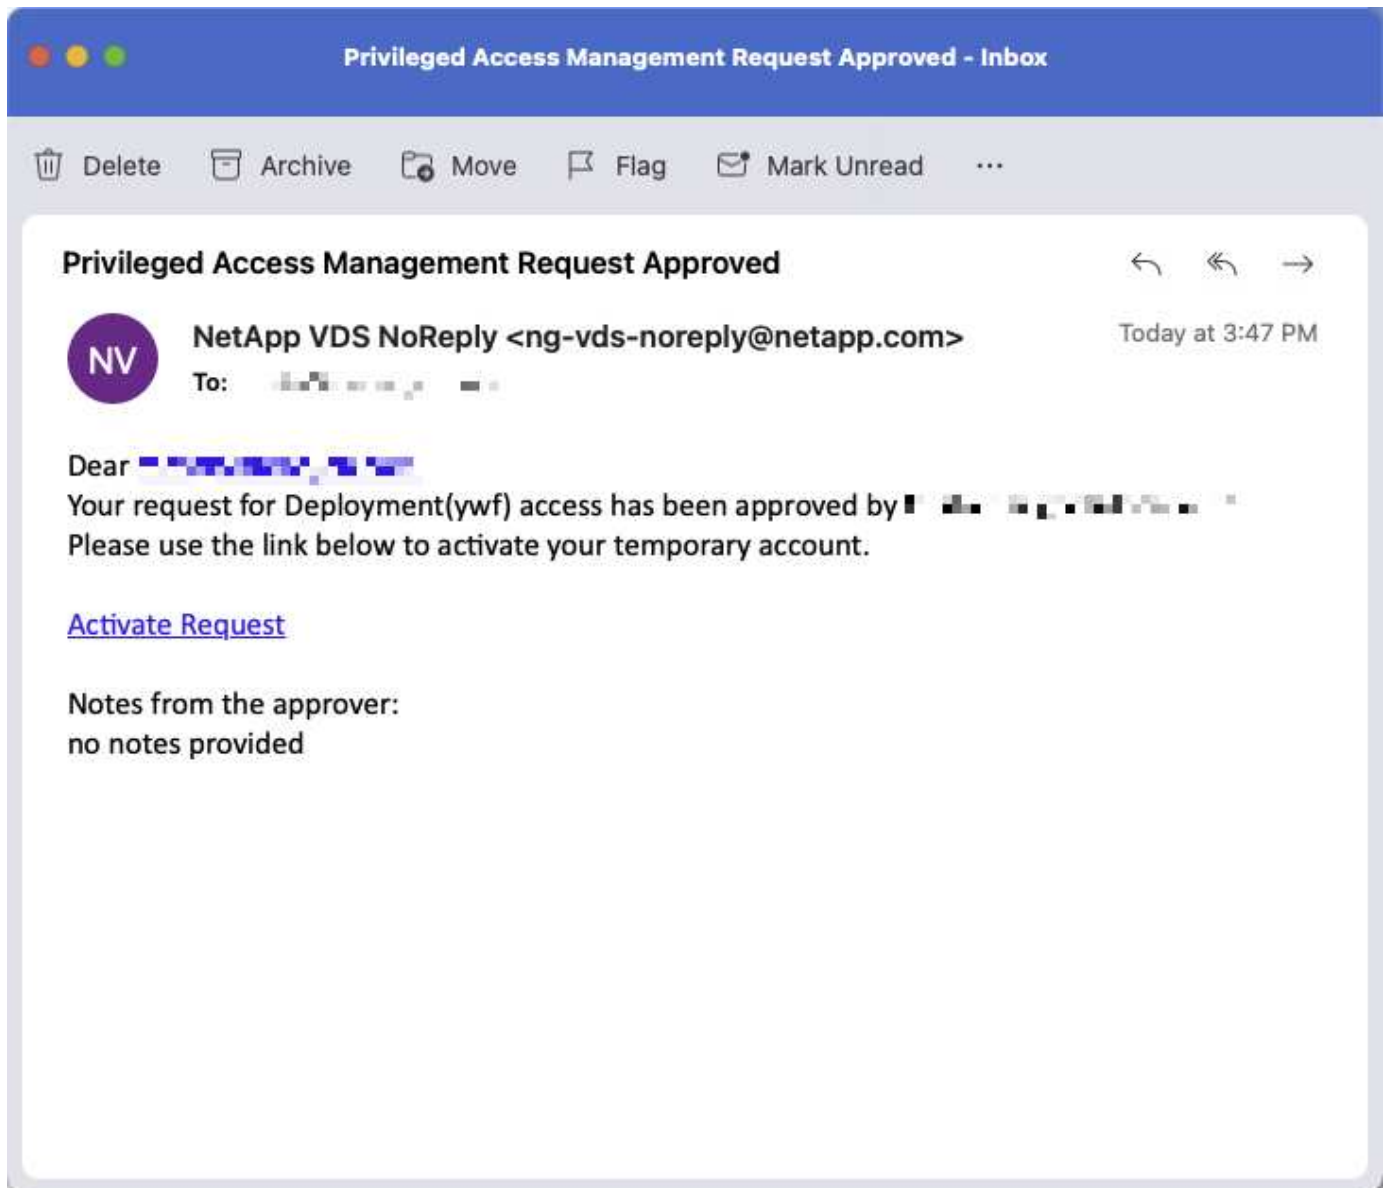 Privileged Access Management Request Approved - Inbox
Delete Archive Move Flag Mark Unread ...
Privileged Access Management Request Approved
NV NetApp VDS NoReply <ng-vds-noreply@netapp.com> Today at 3:47 PM
To:
Dear
Your request for Deployment(ywf) access has been approved by
Please use the link below to activate your temporary account.
Activate Request
Notes from the approver:
no notes provided